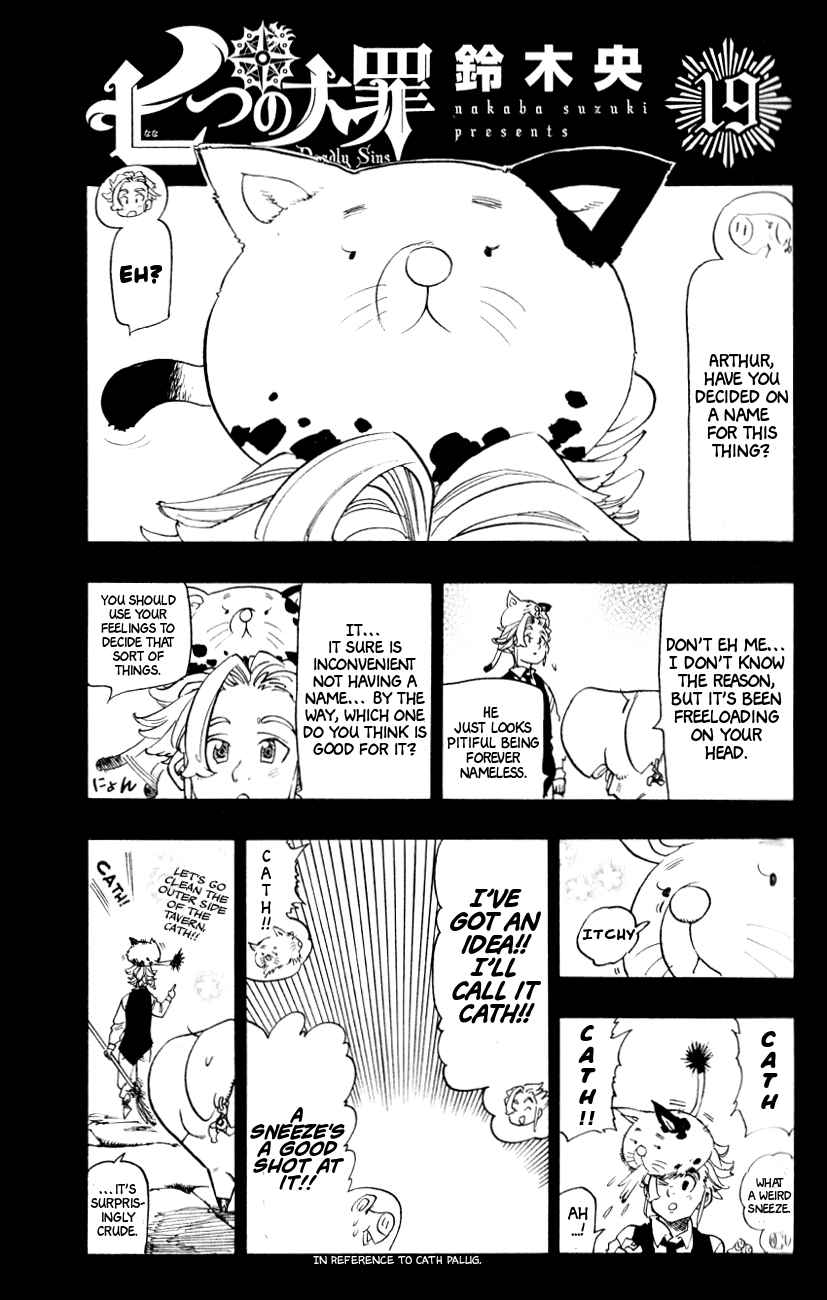 七つの大罪
なな
Deadly Sins
鈴木央
nakaba suzuki
presents
19
ARTHUR,
HAVE YOU
DECIDED ON
A NAME
FOR THIS
THING?
EH?
DON'T EH ME...
I DON'T KNOW
THE REASON,
BUT IT'S BEEN
FREELOADING
ON YOUR
HEAD.
HE
JUST LOOKS
PITIFUL BEING
FOREVER
NAMELESS.
IT...
IT SURE IS
INCONVENIENT
NOT HAVING A
NAME... BY THE
WAY, WHICH ONE
DO YOU THINK IS
GOOD FOR IT?
YOU SHOULD
USE YOUR
FEELINGS TO
DECIDE THAT
SORT OF
THINGS.
にょん
ITCHY
CATH
CATH!!
WHAT
A WEIRD
SNEEZE.
AH
....!
I'VE
GOT AN
IDEA!!
I'LL
CALL IT
CATH!!
CATH!!
A
SNEEZE'S
A GOOD
SHOT AT
IT!!
LET'S GO
CLEAN THE
OUTER SIDE
OF THE
TAVERN,
CATH!!
CATH!
...IT'S
SURPRIS-
INGLY
CRUDE.
IN REFERENCE TO CATH PALUG.